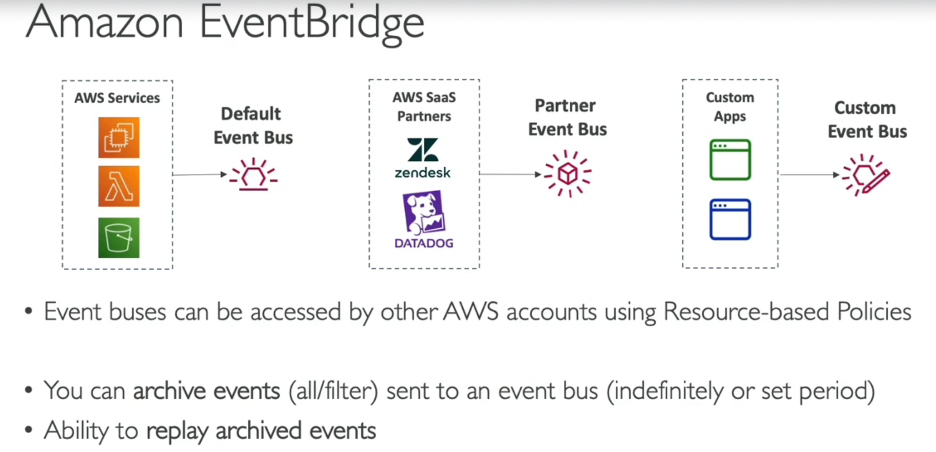 Amazon EventBridge
AWS Services
Default
Event Bus
AWS SaaS
Partners
zendesk
DATADOG
Partner
Event Bus
Custom
Apps
Custom
Event Bus
• Event buses can be accessed by other AWS accounts using Resource-based Policies
• You can archive events (all/filter) sent to an event bus (indefinitely or set period)
• Ability to replay archived events